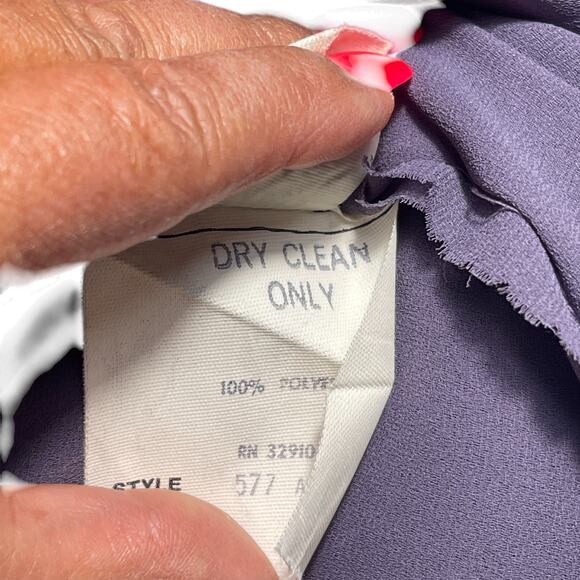 DRY CLEAN
ONLY
100% POLYES
RN 32910
STYLE 577 A